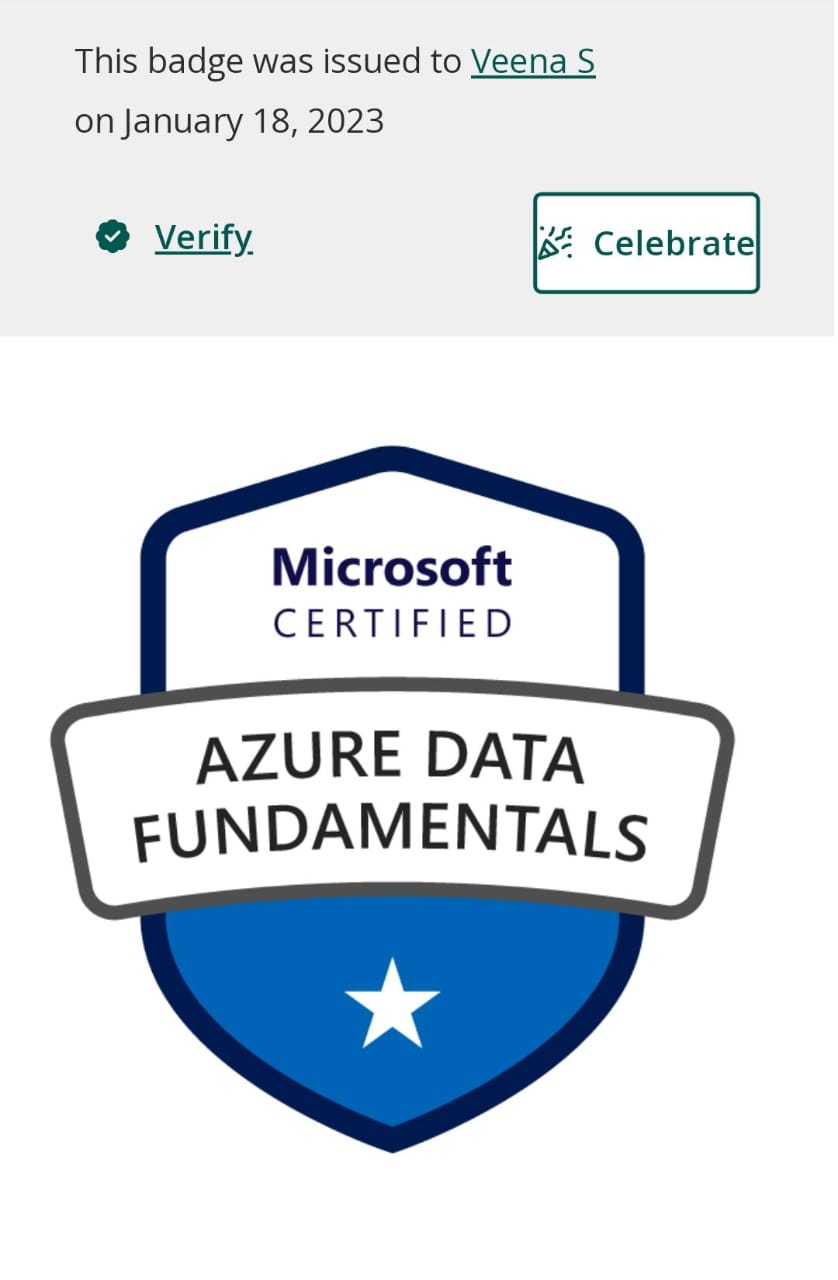 This badge was issued to Veena S
on January 18, 2023
Verify
Celebrate
Microsoft
CERTIFIED
AZURE DATA
FUNDAMENTALS